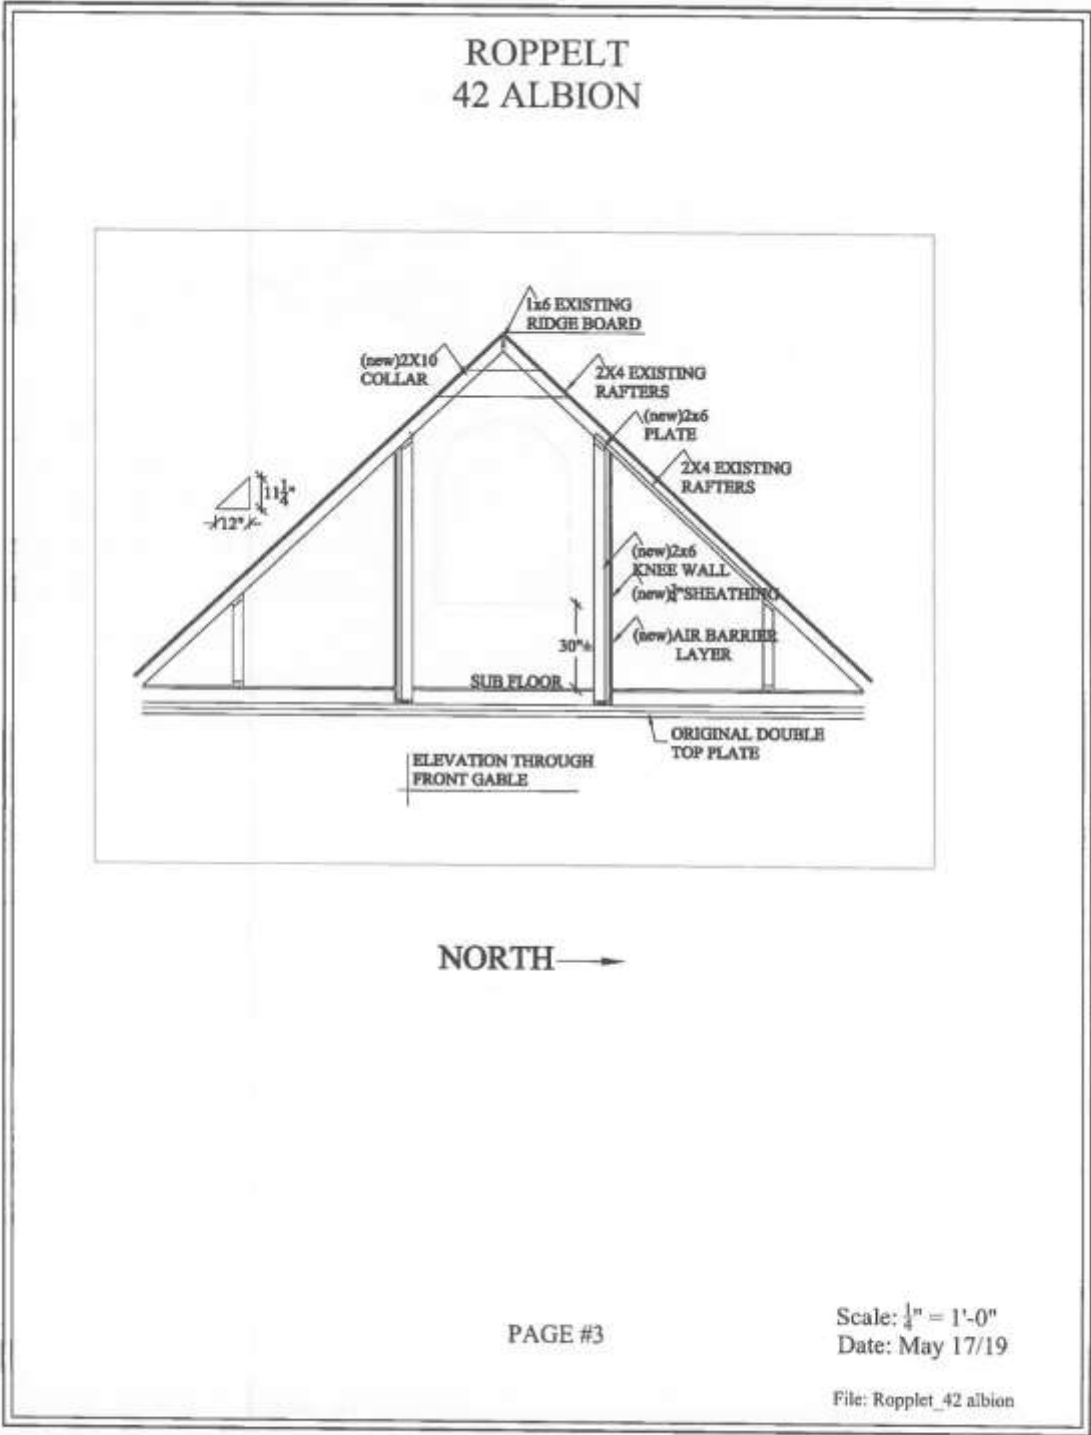 ROPPELT
42 ALBION
1x6 EXISTING
RIDGE BOARD
(new)2X10
COLLAR
2X4 EXISTING
RAFTERS
(new)2x6
PLATE
2X4 EXISTING
RAFTERS
11 1/4"
12"
(new)2x6
KNEE WALL
(new)¾"SHEATHING
(new)AIR BARRIER
LAYER
30"±
SUB FLOOR
ORIGINAL DOUBLE
TOP PLATE
ELEVATION THROUGH
FRONT GABLE
NORTH
PAGE #3
Scale: 1/4" = 1'-0"
Date: May 17/19
File: Ropplet_42 albion